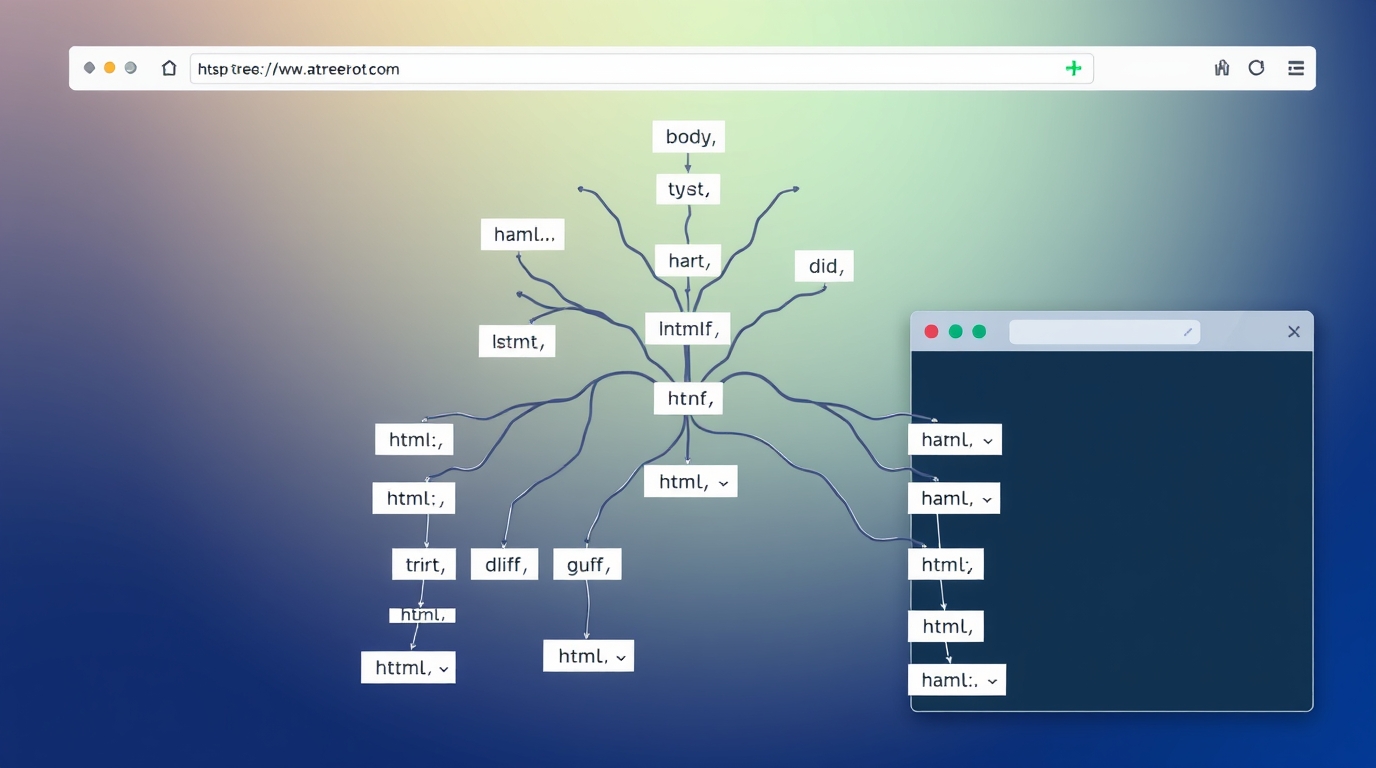 htsp tree://ww.atreerot.com
body,
tyst,
haml...
hart,
did,
lntmlf,
lstmt,
htnf,
html:,
haml,
html,
html:,
haml,
trirt,
dliff,
guff,
html;,
html,
html,
html,
httml,
haml:.